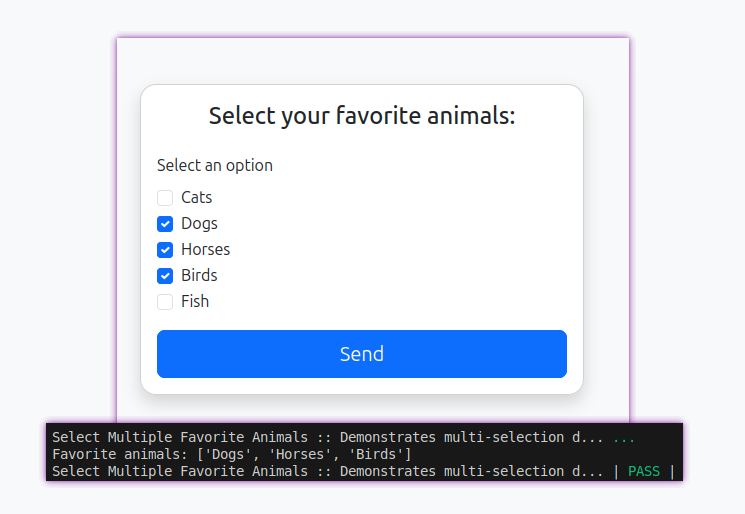 Select your favorite animals:
Select an option
Cats
Dogs
Horses
Birds
Fish
Send
Select Multiple Favorite Animals :: Demonstrates multi-selection d... ...
Favorite animals: ['Dogs', 'Horses', 'Birds']
Select Multiple Favorite Animals :: Demonstrates multi-selection d... | PASS |